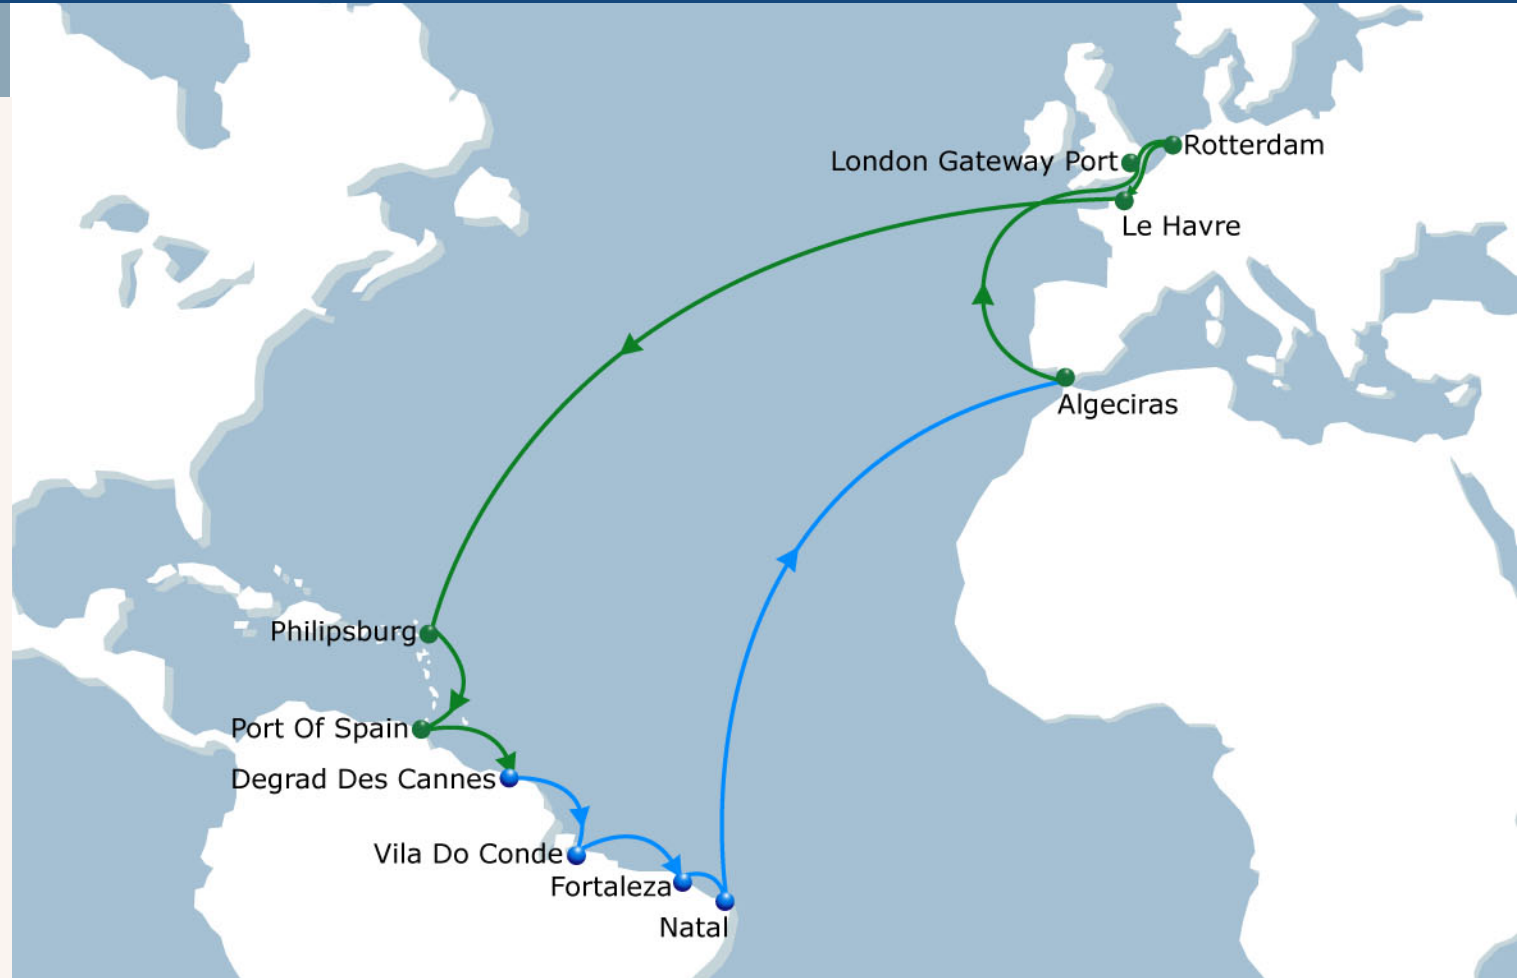 Rotterdam
London Gateway Port
Le Havre
Algeciras
Philipsburg
Port Of Spain
Degrad Des Cannes
Vila Do Conde
Fortaleza
Natal